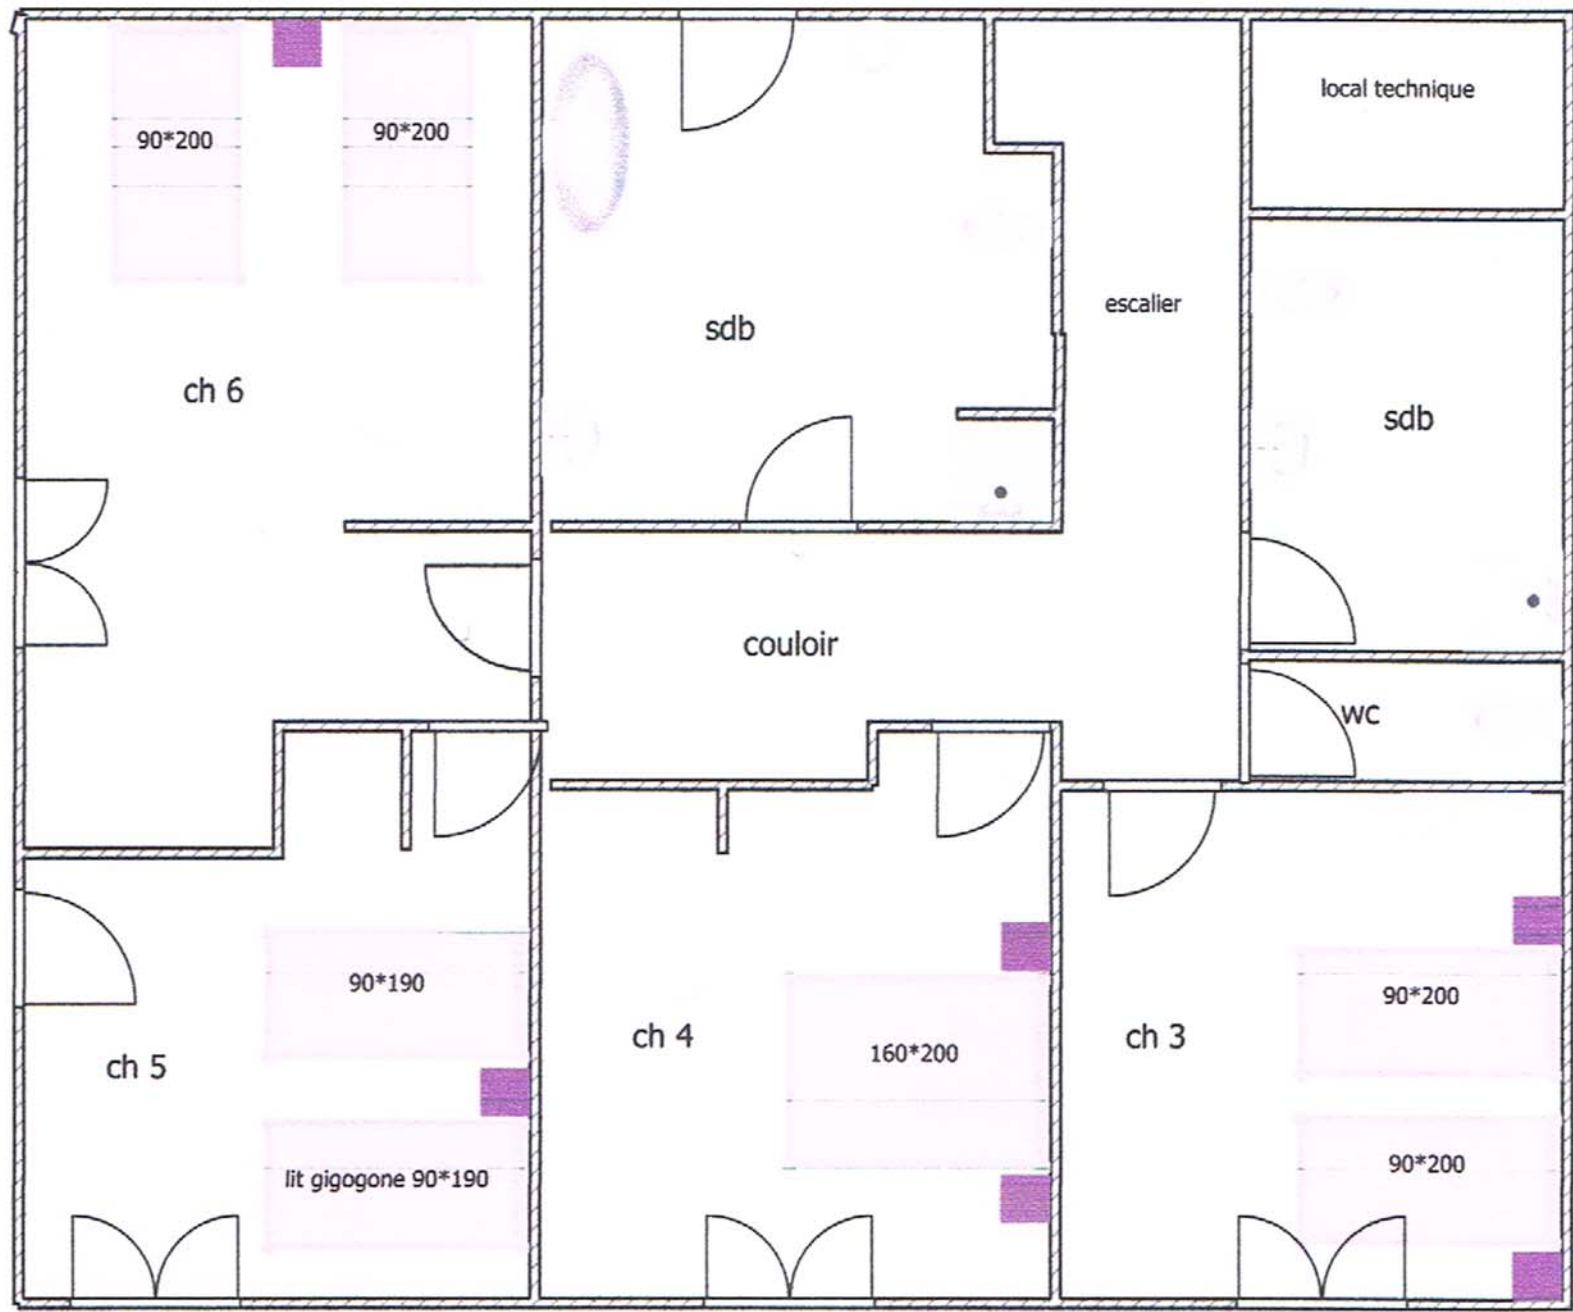 local technique
90*200
90*200
escalier
sdb
ch 6
sdb
couloir
wc
90*190
90*200
ch 4
ch 3
160*200
ch 5
90*200
lit gigogone 90*190